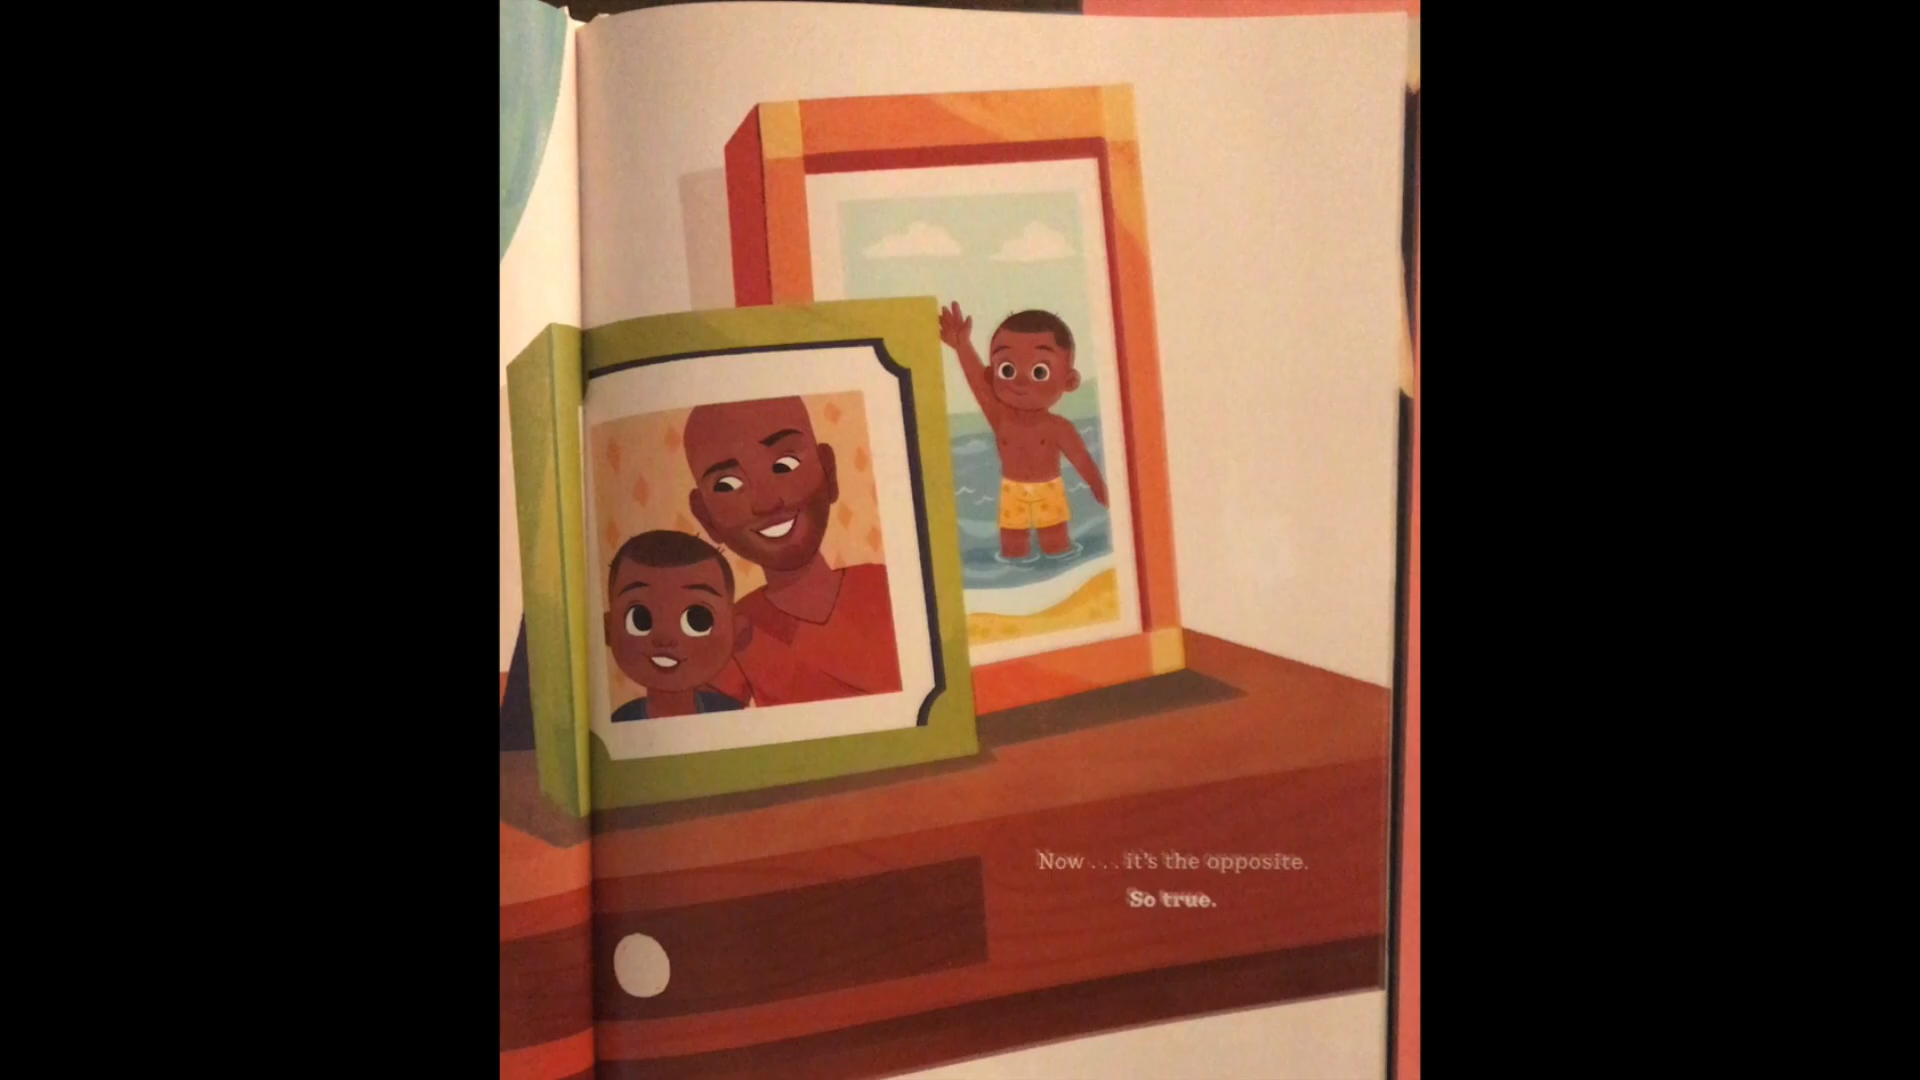 Now . . . it's the opposite.
So true.